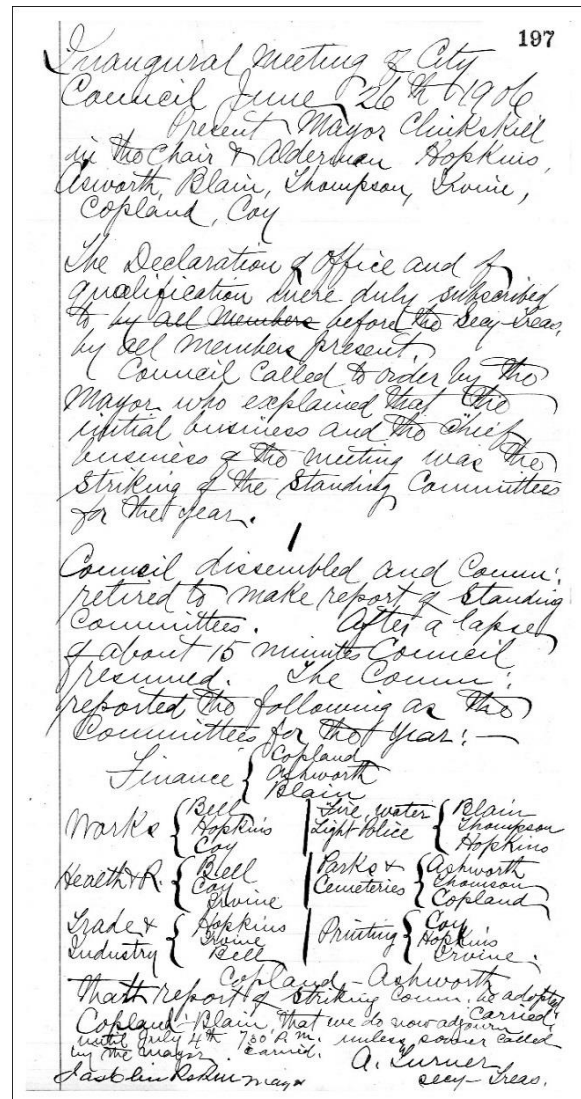 197
Inaugural meeting of City
Council June 26th 1906
Present Mayor Clinkskill
in the chair & Alderman Hopkins,
Asworth, Blain, Thompson, Irvine,
Copland, Coy
The Declaration of Office and of
qualification were duly subscribed
to by all Members before the Secy Treas.
by all members present.
Council called to order by the
Mayor who explained that the
initial business and the chief
business of the meeting was the
striking of the Standing Committees
for the year.
Council dissembled and Comm:
retired to make report of Standing
Committees. After a lapse
of about 15 minutes Council
resumed. The Comm:
reported the following as the
Committees for the Year:—
Finance { Copland
Ashworth
Blain
Works { Bell Hopkins Coy | Fire water Light Police { Blain Thompson Hopkins
Health & R. { Bell Coy Irvine | Parks & Cemeteries { Ashworth Thomson Copland
Trade & Industry { Hopkins Irvine Bell | Printing { Coy Hopkins Irvine.
Copland – Ashworth
That report of striking Comm. be adopted
Carried.
Copland–Blain, that we do now adjourn
until July 4th 7.30 P.M. unless sooner called
by the mayor. Carried.
A. Turner
Jas Clinkskill mayor
Secy–Treas.